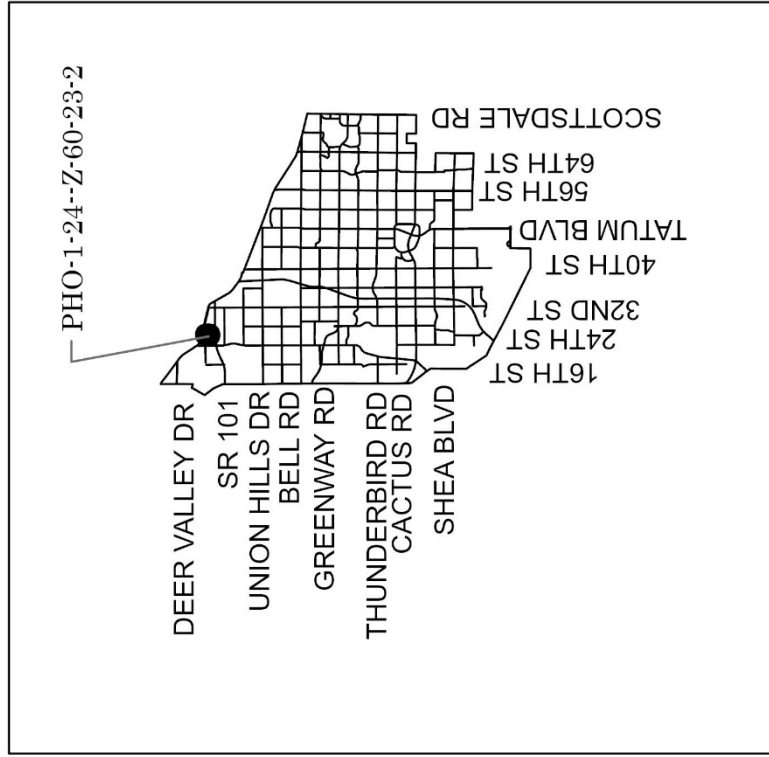 PHO-1-24--Z-60-23-2
DEER VALLEY DR
SR 101
UNION HILLS DR
BELL RD
GREENWAY RD
THUNDERBIRD RD
CACTUS RD
SHEA BLVD
16TH ST
24TH ST
32ND ST
40TH ST
TATUM BLVD
56TH ST
64TH ST
SCOTTSDALE RD